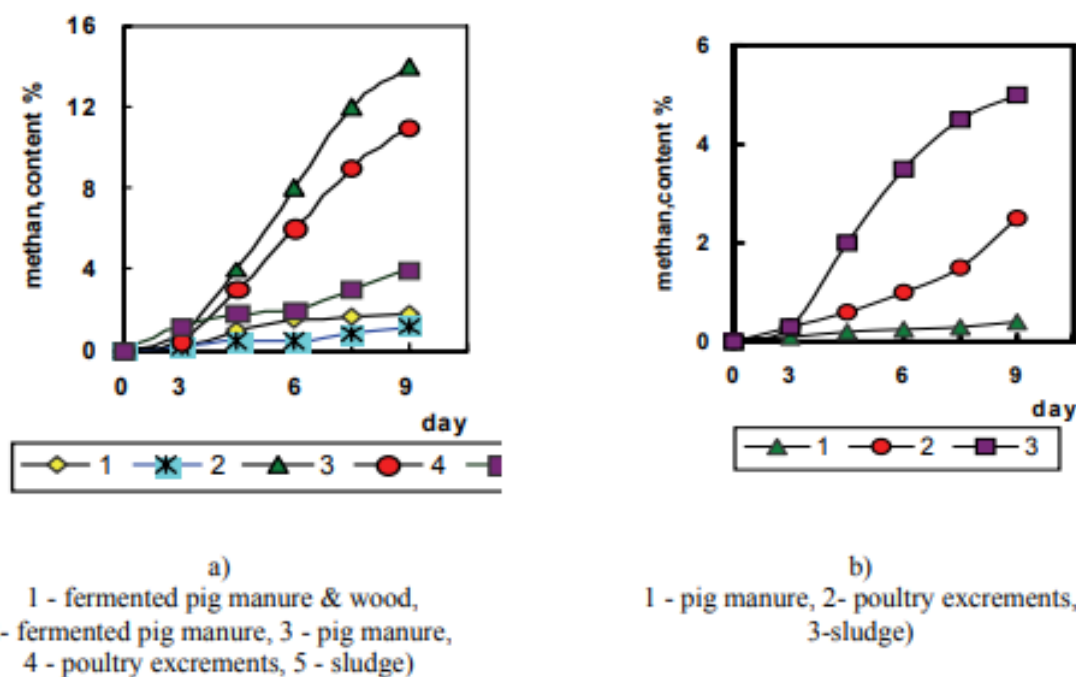 16
12
8
4
0
methan,content %
0 3 6 9
day
1 2 3 4
a)
1 - fermented pig manure & wood,
- fermented pig manure, 3 - pig manure,
4 - poultry excrements, 5 - sludge)
6
4
2
0
methan,content %
0 3 6 9
day
1 2 3
b)
1 - pig manure, 2- poultry excrements,
3-sludge)